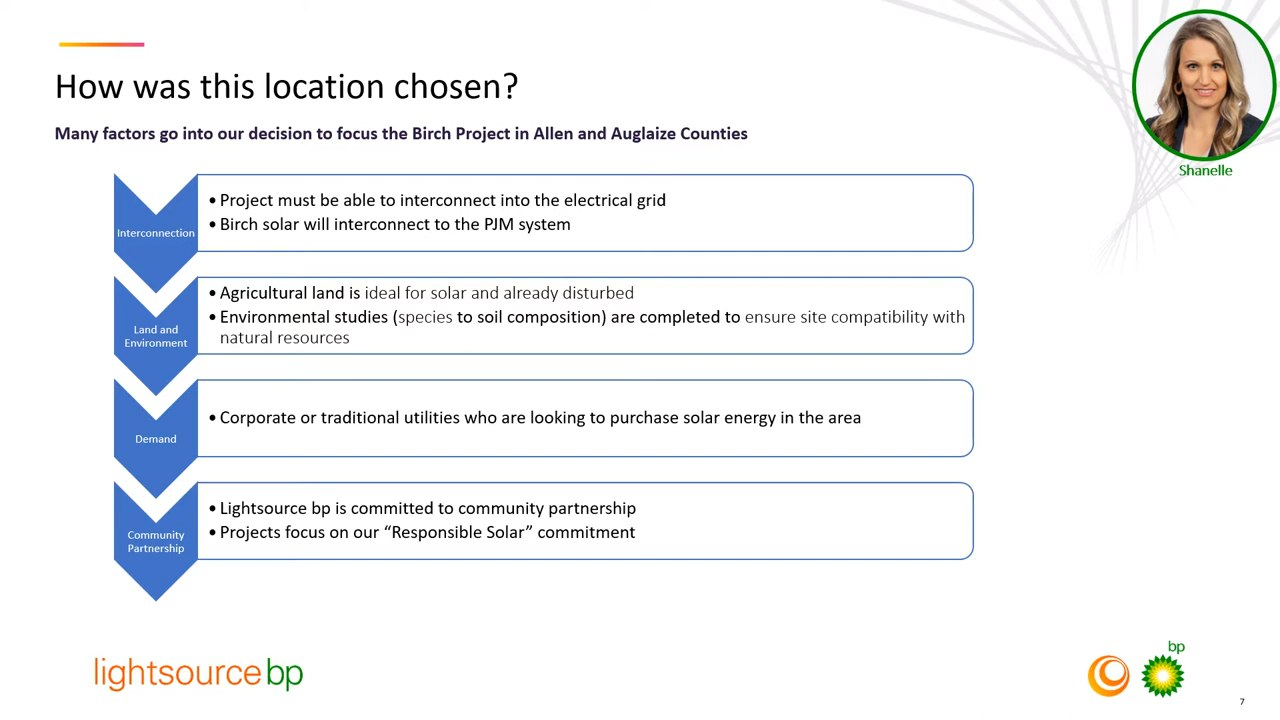 How was this location chosen?
Shanelle
Many factors go into our decision to focus the Birch Project in Allen and Auglaize Counties
Interconnection
• Project must be able to interconnect into the electrical grid
• Birch solar will interconnect to the PJM system
Land and
Environment
• Agricultural land is ideal for solar and already disturbed
• Environmental studies (species to soil composition) are completed to ensure site compatibility with
natural resources
Demand
• Corporate or traditional utilities who are looking to purchase solar energy in the area
Community
Partnership
• Lightsource bp is committed to community partnership
• Projects focus on our “Responsible Solar” commitment
lightsource bp
bp
7